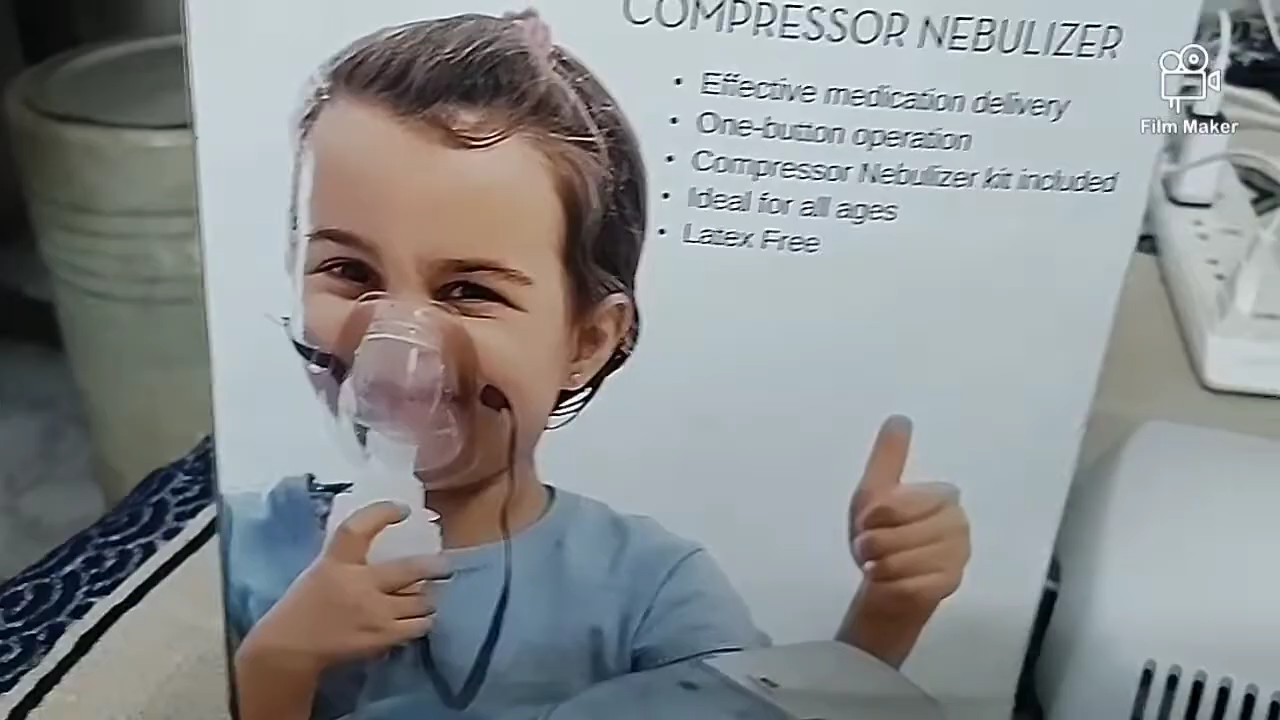 COMPRESSOR NEBULIZER
• Effective medication delivery
• One-button operation
• Compressor Nebulizer kit included
• Ideal for all ages
• Latex Free
Film Maker